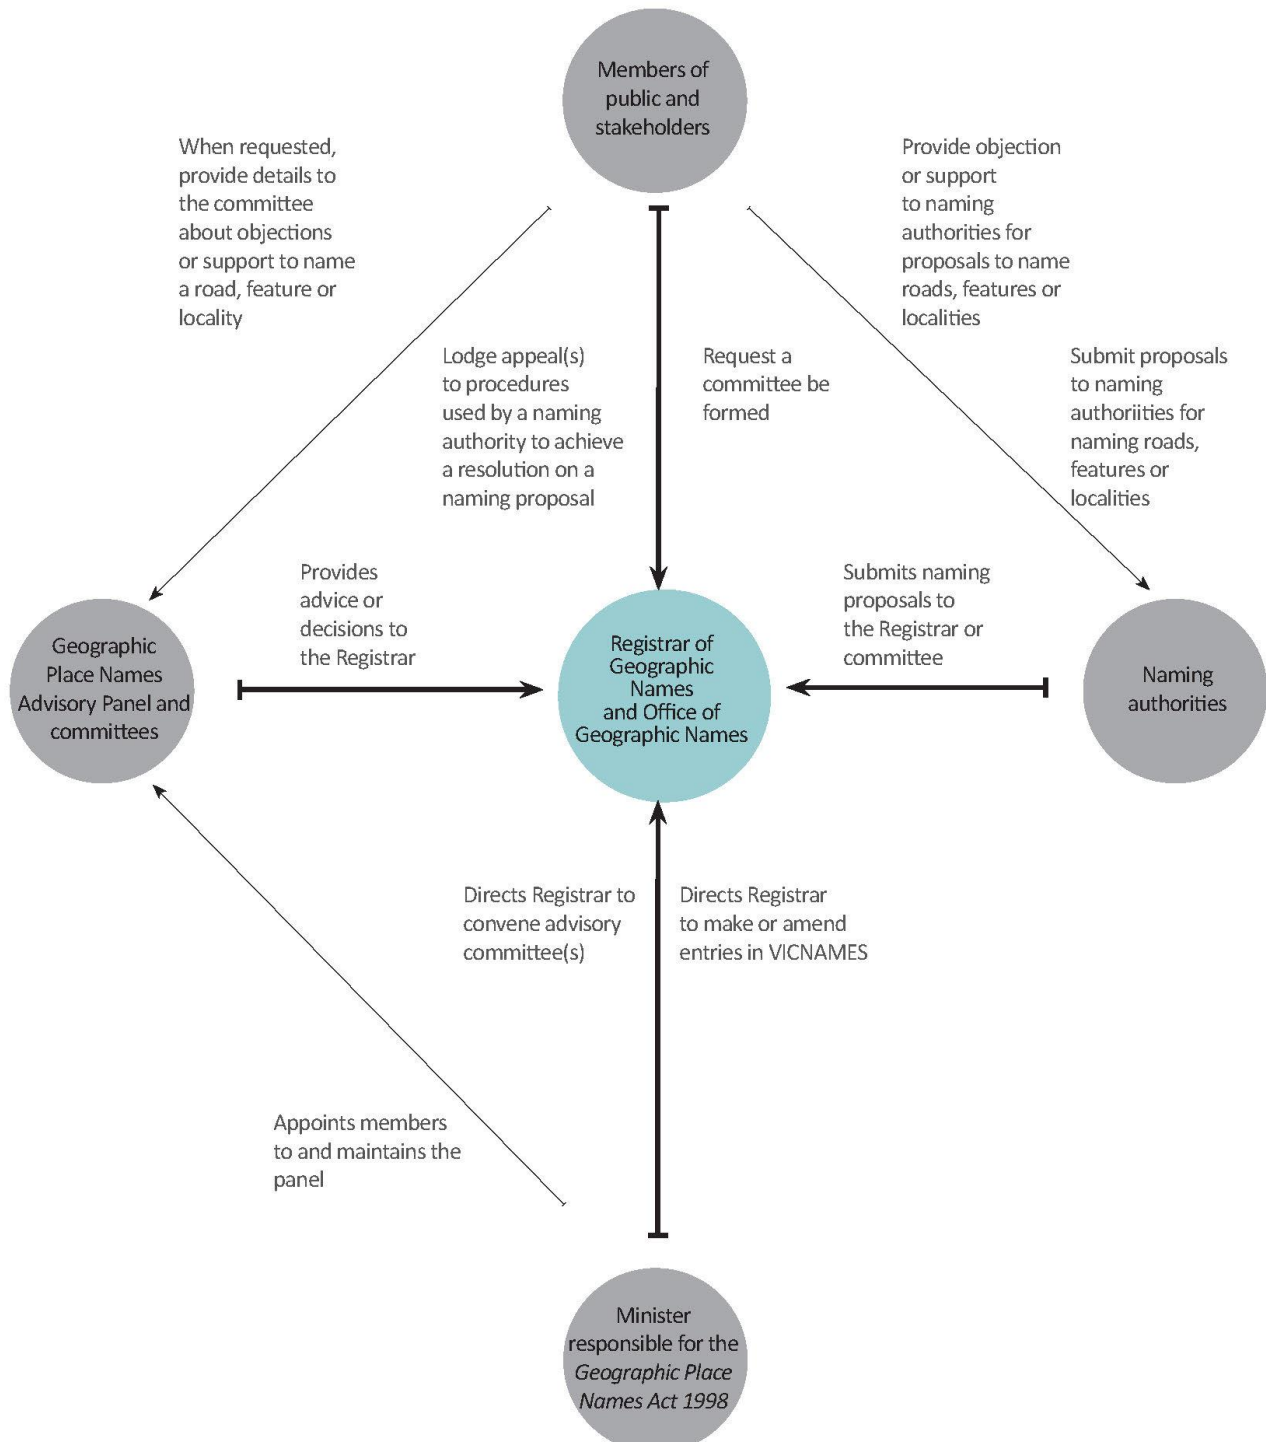 Members of
public and
stakeholders
When requested,
provide details to
the committee
about objections
or support to name
a road, feature or
locality
Provide objection
or support
to naming
authorities for
proposals to name
roads, features or
localities
Lodge appeal(s)
to procedures
used by a naming
authority to achieve
a resolution on a
naming proposal
Request a
committee be
formed
Submit proposals
to naming
authoriities for
naming roads,
features or
localities
Provides
advice or
decisions to
the Registrar
Submits naming
proposals to
the Registrar or
committee
Geographic
Place Names
Advisory Panel and
committees
Registrar of
Geographic
Names
and Office of
Geographic Names
Naming
authorities
Directs Registrar to
convene advisory
committee(s)
Directs Registrar
to make or amend
entries in VICNAMES
Appoints members
to and maintains the
panel
Minister
responsible for the
Geographic Place
Names Act 1998